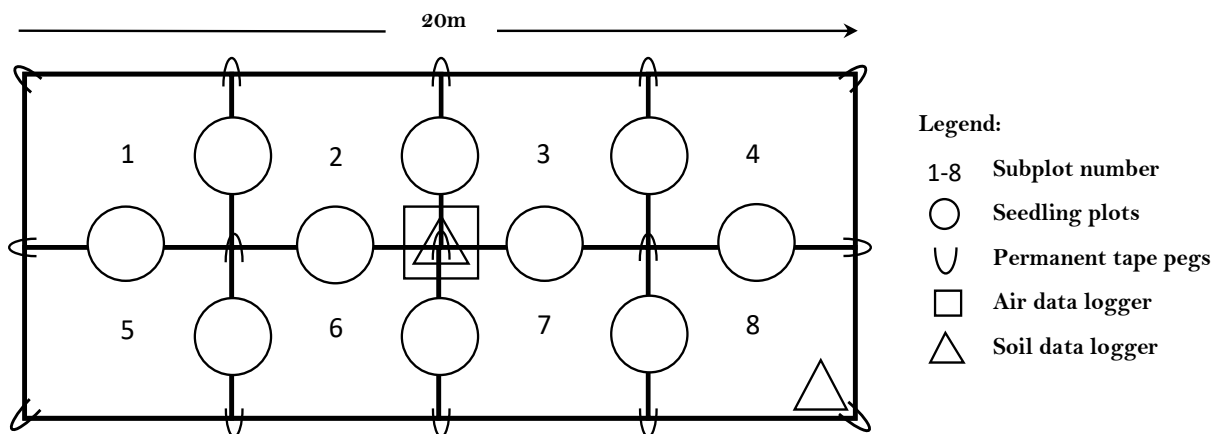 20m
1 2 3 4
5 6 7 8
Legend:
1-8 Subplot number
Seedling plots
Permanent tape pegs
Air data logger
Soil data logger